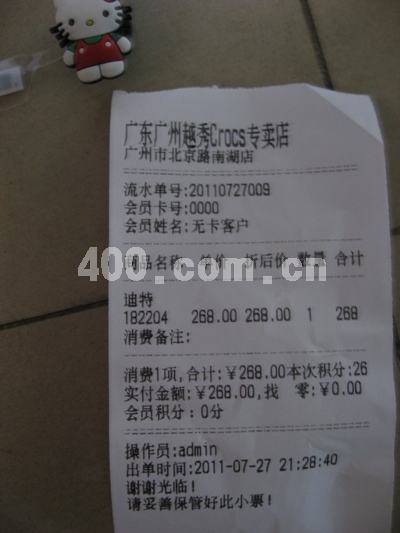 广东广州越秀Crocs专卖店
广州市北京路南湖店
流水单号:20110727009
会员卡号:0000
会员姓名:无卡客户
商品名称 单价 折后价 数量 合计
400.com.cn
迪特
182204 268.00 268.00 1 268
消费备注:
消费1项,合计:¥268.00本次积分:26
实付金额:¥268.00,找 零:¥0.00
会员积分:0分
操作员:admin
出单时间:2011-07-27 21:28:40
谢谢光临!
请妥善保管好此小票!